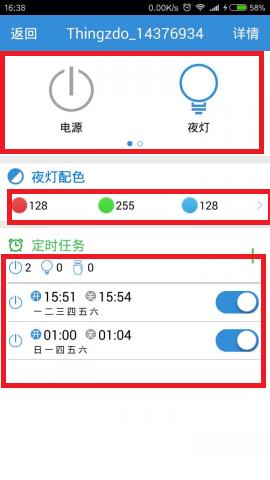 16:38 0.00K/s 58%
返回 Thingzdo_14376934 详情
电源 夜灯
夜灯配色
128 255 128
定时任务
2 0 0
开 15:51 关 15:54
一 二 三 四 五 六
开 01:00 关 01:04
日 一 四 五 六